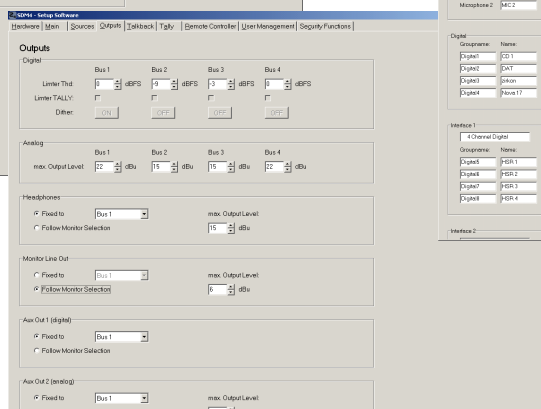 SDM4 - Setup Software
Hardware Main Sources Outputs Talkback Tally Remote Controller User Management Security Functions
Outputs
Digital
Bus 1 Bus 2 Bus 3 Bus 4
Limter Thd: 0 dBFS -9 dBFS -3 dBFS 0 dBFS
Limter TALLY:
Dither: ON OFF OFF OFF
Analog
Bus 1 Bus 2 Bus 3 Bus 4
max. Output Level: 22 dBu 15 dBu 15 dBu 22 dBu
Headphones
Fixed to Bus 1 max. Output Level:
Follow Monitor Selection 15 dBu
Monitor Line Out
Fixed to Bus 1 max. Output Level:
Follow Monitor Selection 6 dBu
Aux Out 1 (digital)
Fixed to Bus 1
Follow Monitor Selection
Aux Out 2 (analog)
Fixed to Bus 1 max. Output Level:
Microphone 2 MIC 2
Digital
Groupname: Name:
Digital1 CD 1
Digital2 DAT
Digital3 zirkon
Digital4 Nova 17
Interface 1
4 Channel Digital
Groupname: Name:
Digital5 HSR 1
Digital6 HSR 2
Digital7 HSR 3
Digital8 HSR 4
Interface 2